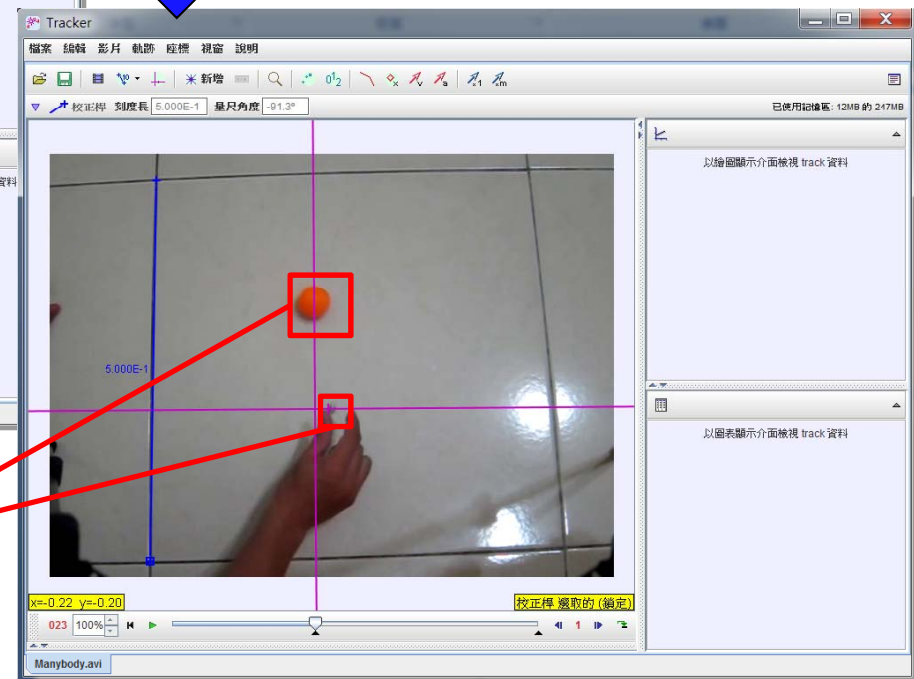 Tracker
檔案 編輯 影片 軌跡 座標 視窗 說明
新增
校正桿 刻度長 5.000E-1 量尺角度 -91.3°
已使用記憶區: 12MB 的 247MB
以繪圖顯示介面檢視 track 資料
資料
5.000E-1
以圖表顯示介面檢視 track 資料
x=-0.22 y=-0.20
校正桿 選取的 (鎖定)
023 100% 1
Manybody.avi